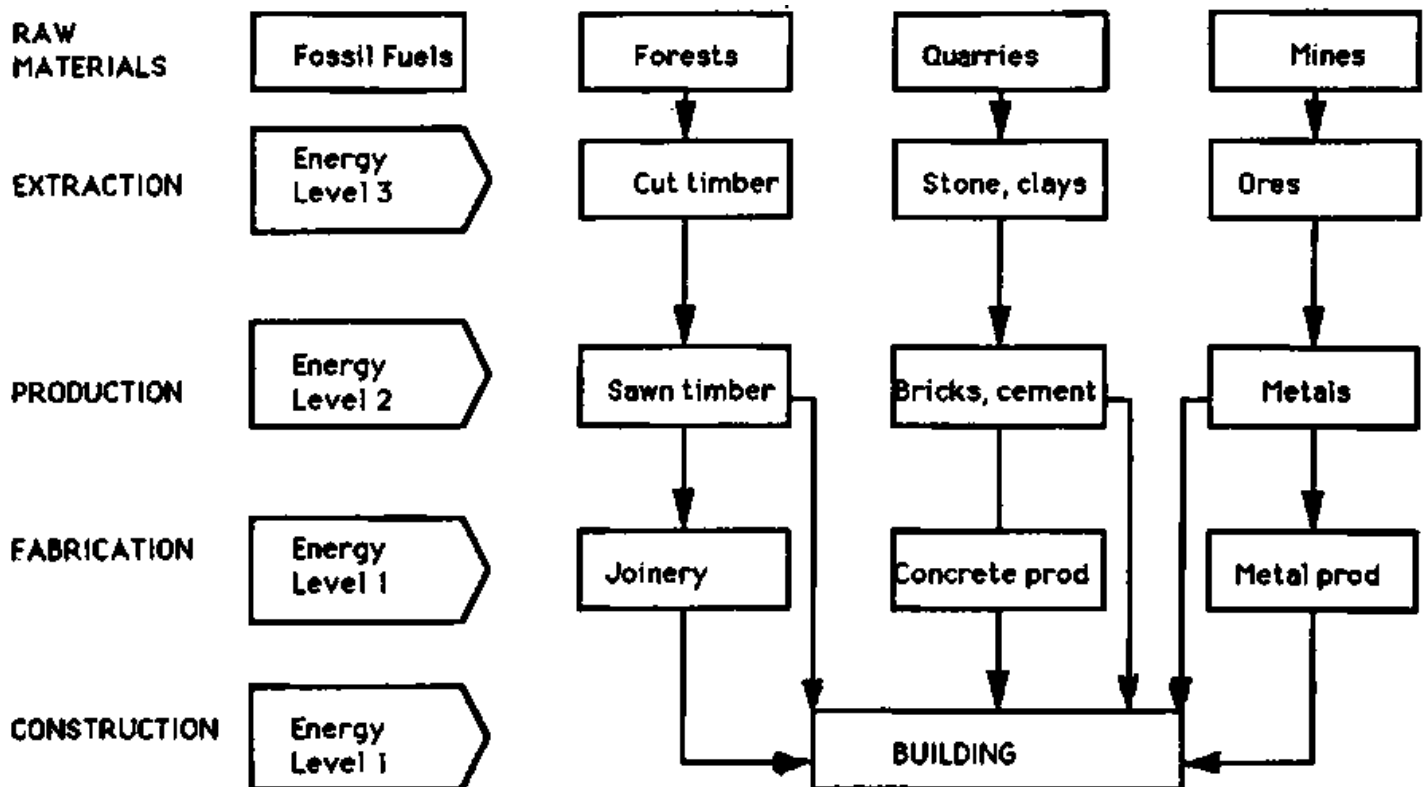 RAW
MATERIALS
Fossil Fuels
Forests
Quarries
Mines
EXTRACTION
Energy
Level 3
Cut timber
Stone, clays
Ores
PRODUCTION
Energy
Level 2
Sawn timber
Bricks, cement
Metals
FABRICATION
Energy
Level 1
Joinery
Concrete prod
Metal prod
CONSTRUCTION
Energy
Level 1
BUILDING